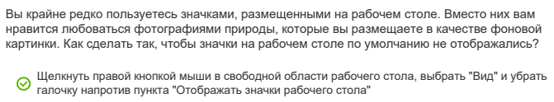 Вы крайне редко пользуетесь значками, размещенными на рабочем столе. Вместо них вам
нравится любоваться фотографиями природы, которые вы размещаете в качестве фоновой
картинки. Как сделать так, чтобы значки на рабочем столе по умолчанию не отображались?
Щелкнуть правой кнопкой мыши в свободной области рабочего стола, выбрать "Вид" и убрать
галочку напротив пункта "Отображать значки рабочего стола"